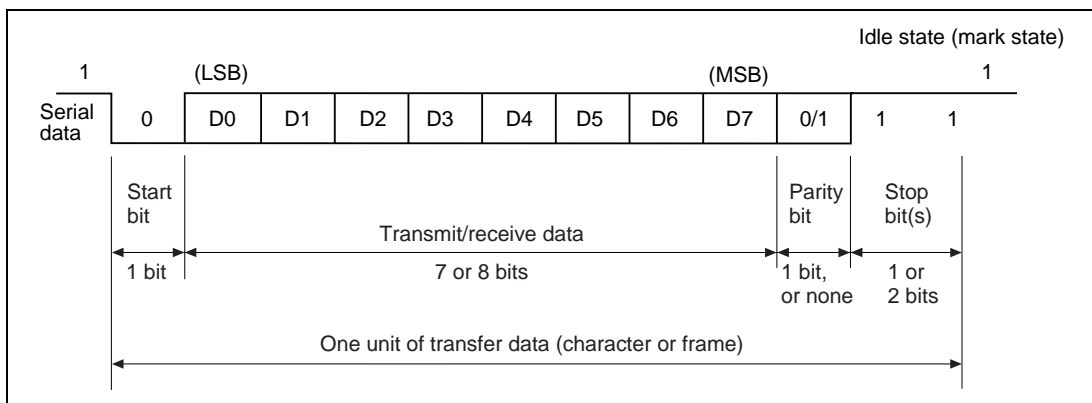 Idle state (mark state)
1 (LSB) (MSB) 1
Serial data 0 D0 D1 D2 D3 D4 D5 D6 D7 0/1 1 1
Start bit
Parity bit
Stop bit(s)
Transmit/receive data
1 bit
7 or 8 bits
1 bit, or none
1 or 2 bits
One unit of transfer data (character or frame)